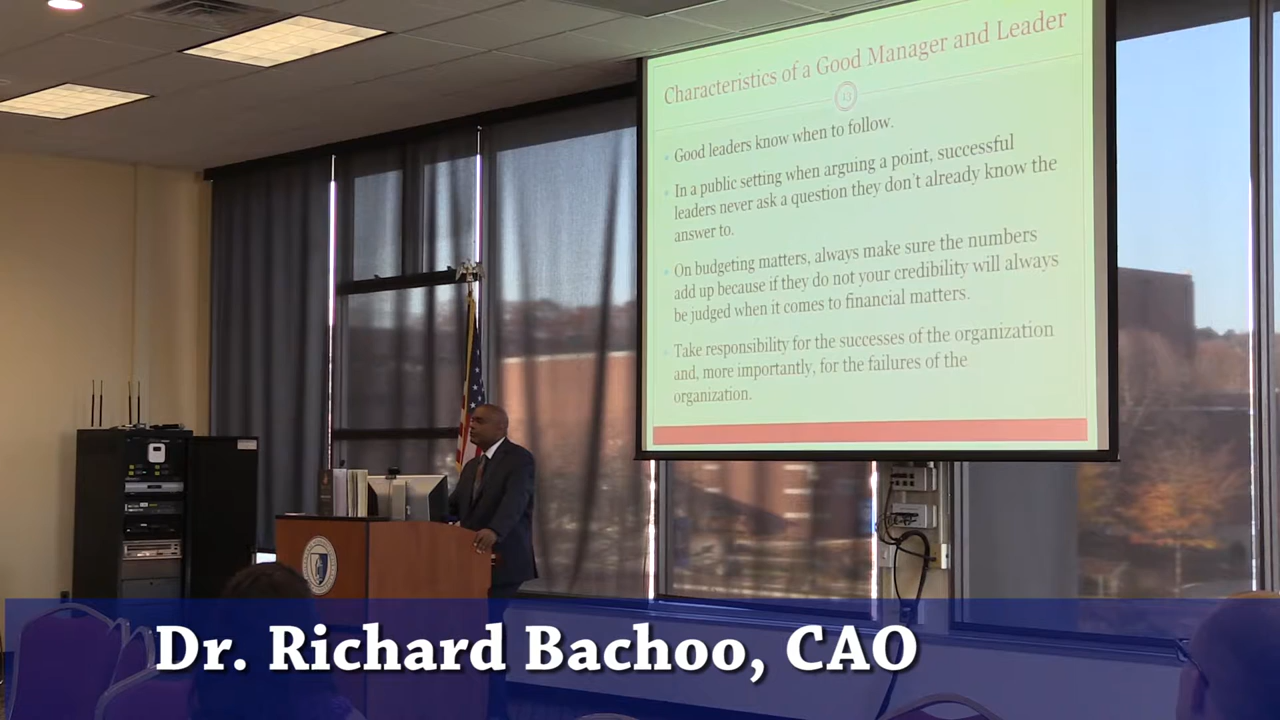 Characteristics of a Good Manager and Leader
Good leaders know when to follow.
In a public setting when arguing a point, successful
leaders never ask a question they don't already know the
answer to.
On budgeting matters, always make sure the numbers
add up because if they do not your credibility will always
be judged when it comes to financial matters.
Take responsibility for the successes of the organization
and, more importantly, for the failures of the
organization.
Dr. Richard Bachoo, CAO